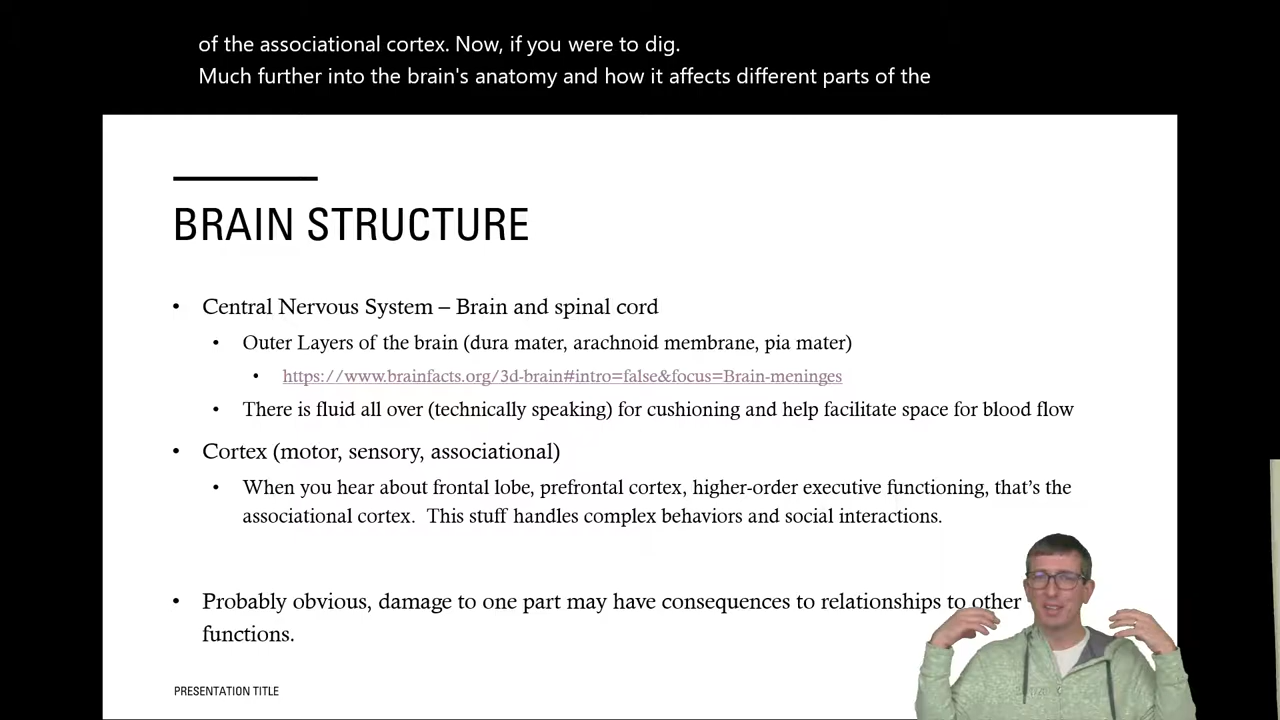 of the associational cortex. Now, if you were to dig.
Much further into the brain's anatomy and how it affects different parts of the
BRAIN STRUCTURE
• Central Nervous System – Brain and spinal cord
• Outer Layers of the brain (dura mater, arachnoid membrane, pia mater)
• https://www.brainfacts.org/3d-brain#intro=false&focus=Brain-meninges
• There is fluid all over (technically speaking) for cushioning and help facilitate space for blood flow
• Cortex (motor, sensory, associational)
• When you hear about frontal lobe, prefrontal cortex, higher-order executive functioning, that's the
associational cortex. This stuff handles complex behaviors and social interactions.
• Probably obvious, damage to one part may have consequences to relationships to other
functions.
PRESENTATION TITLE